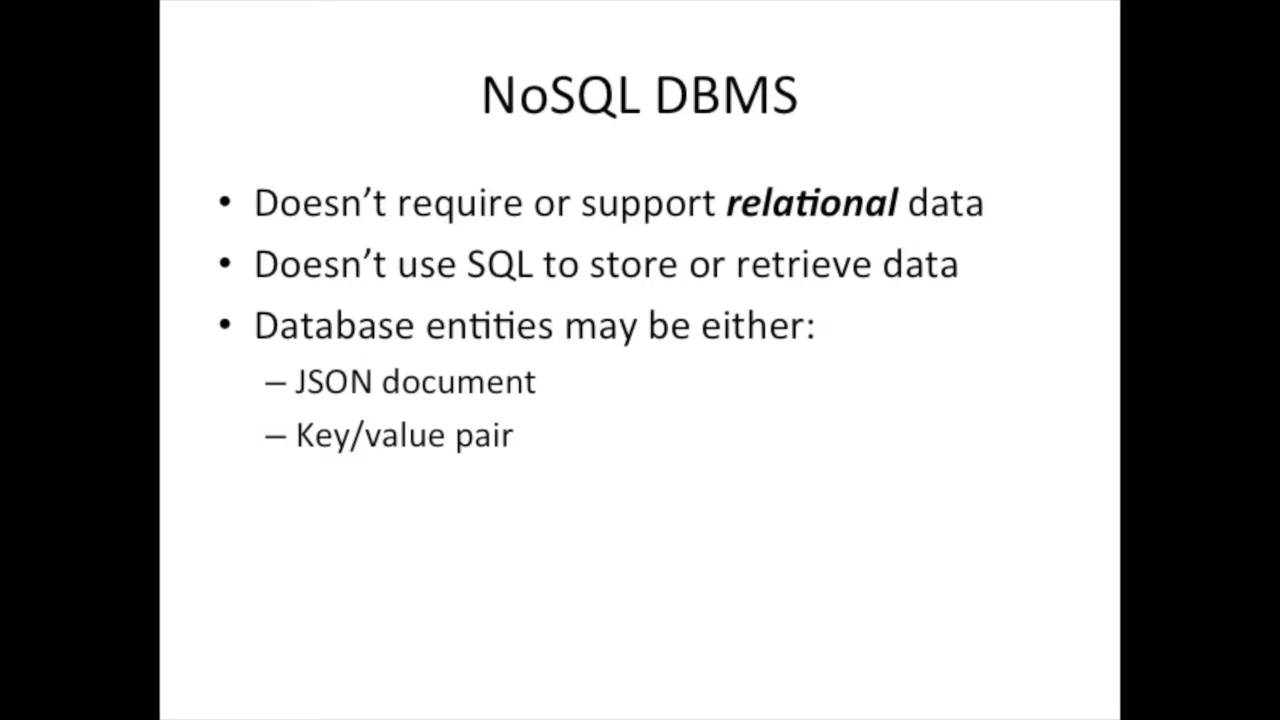 NoSQL DBMS
• Doesn’t require or support relational data
• Doesn’t use SQL to store or retrieve data
• Database entities may be either:
– JSON document
– Key/value pair